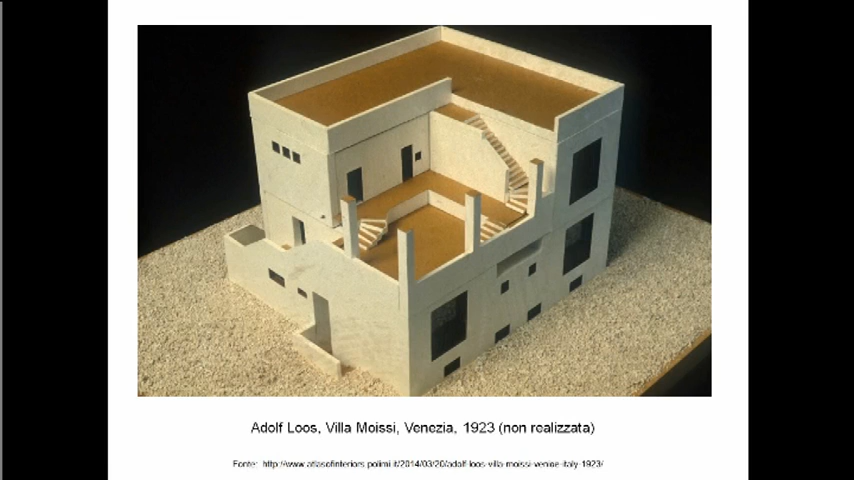 Adolf Loos, Villa Moissi, Venezia, 1923 (non realizzata)
Fonte: http://www.atlasofinteriors.polimi.it/2014/03/20/adolf-loos-villa-moissi-venice-italy-1923/